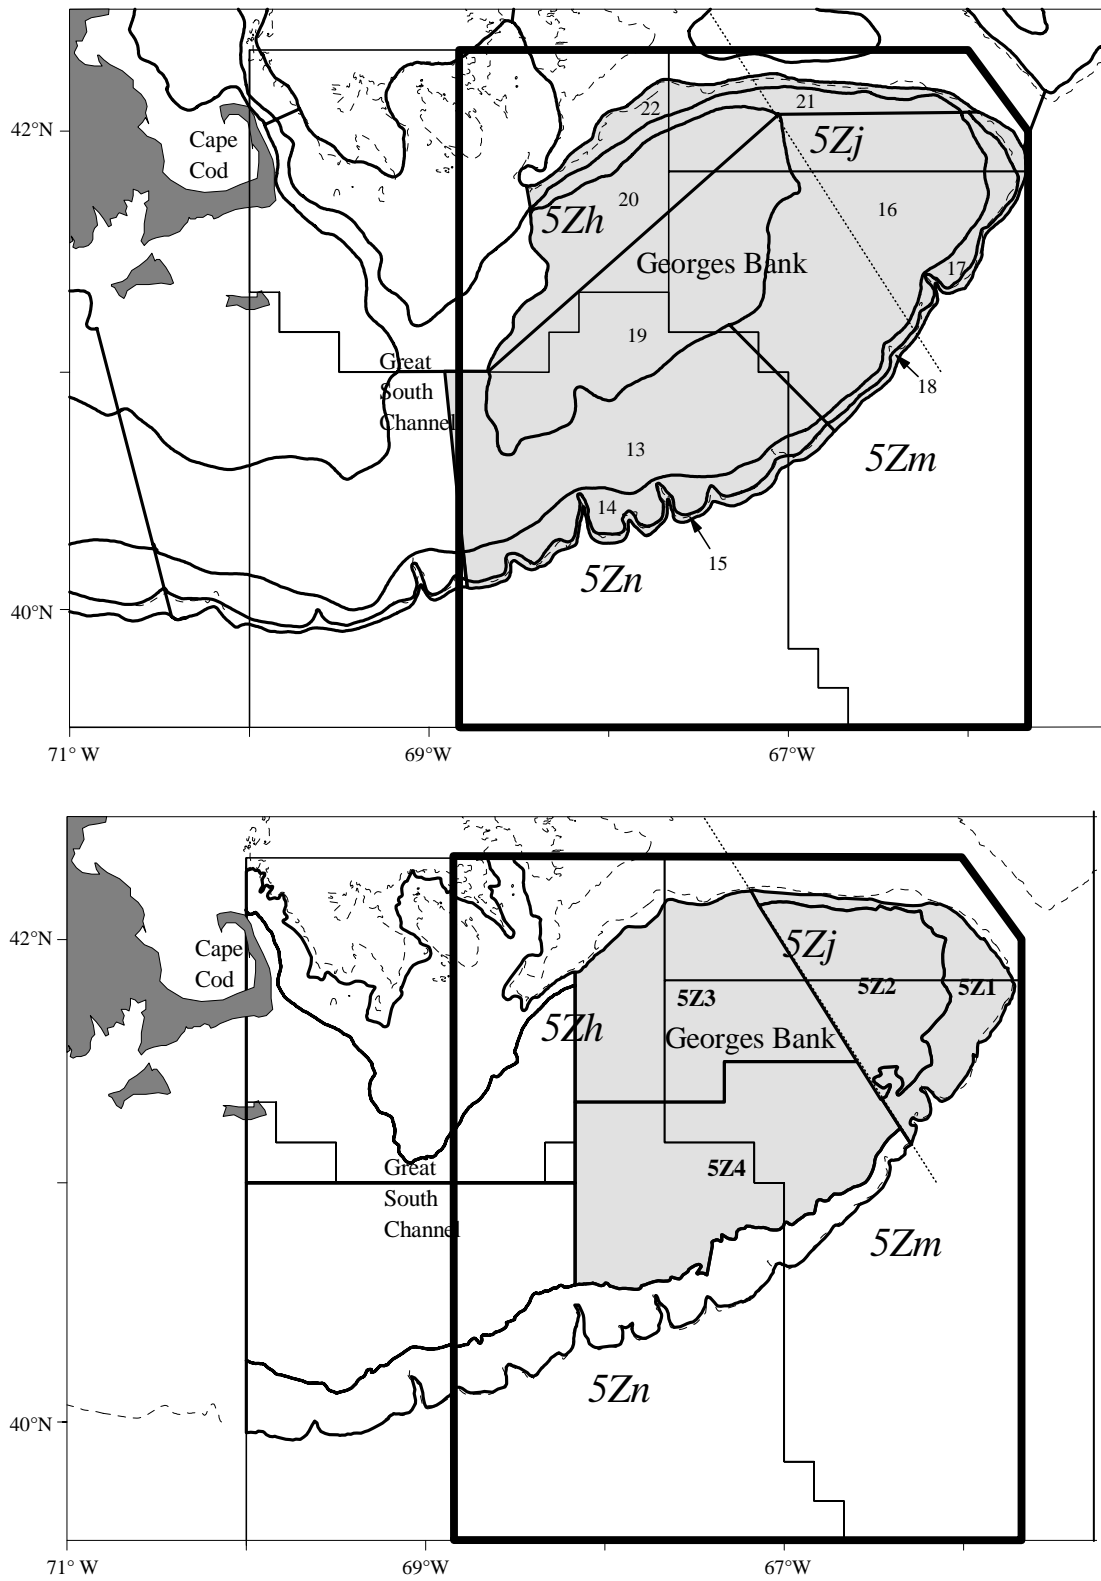 22
21
42°N
Cape
Cod
5Zj
20
16
5Zh
Georges Bank
17
19
Great
South
Channel
18
13
5Zm
14
15
5Zn
40°N
71° W
69°W
67°W
42°N
Cape
Cod
5Zj
5Z3
5Z2
5Z1
5Zh
Georges Bank
Great
South
Channel
5Z4
5Zm
5Zn
40°N
71° W
69°W
67°W